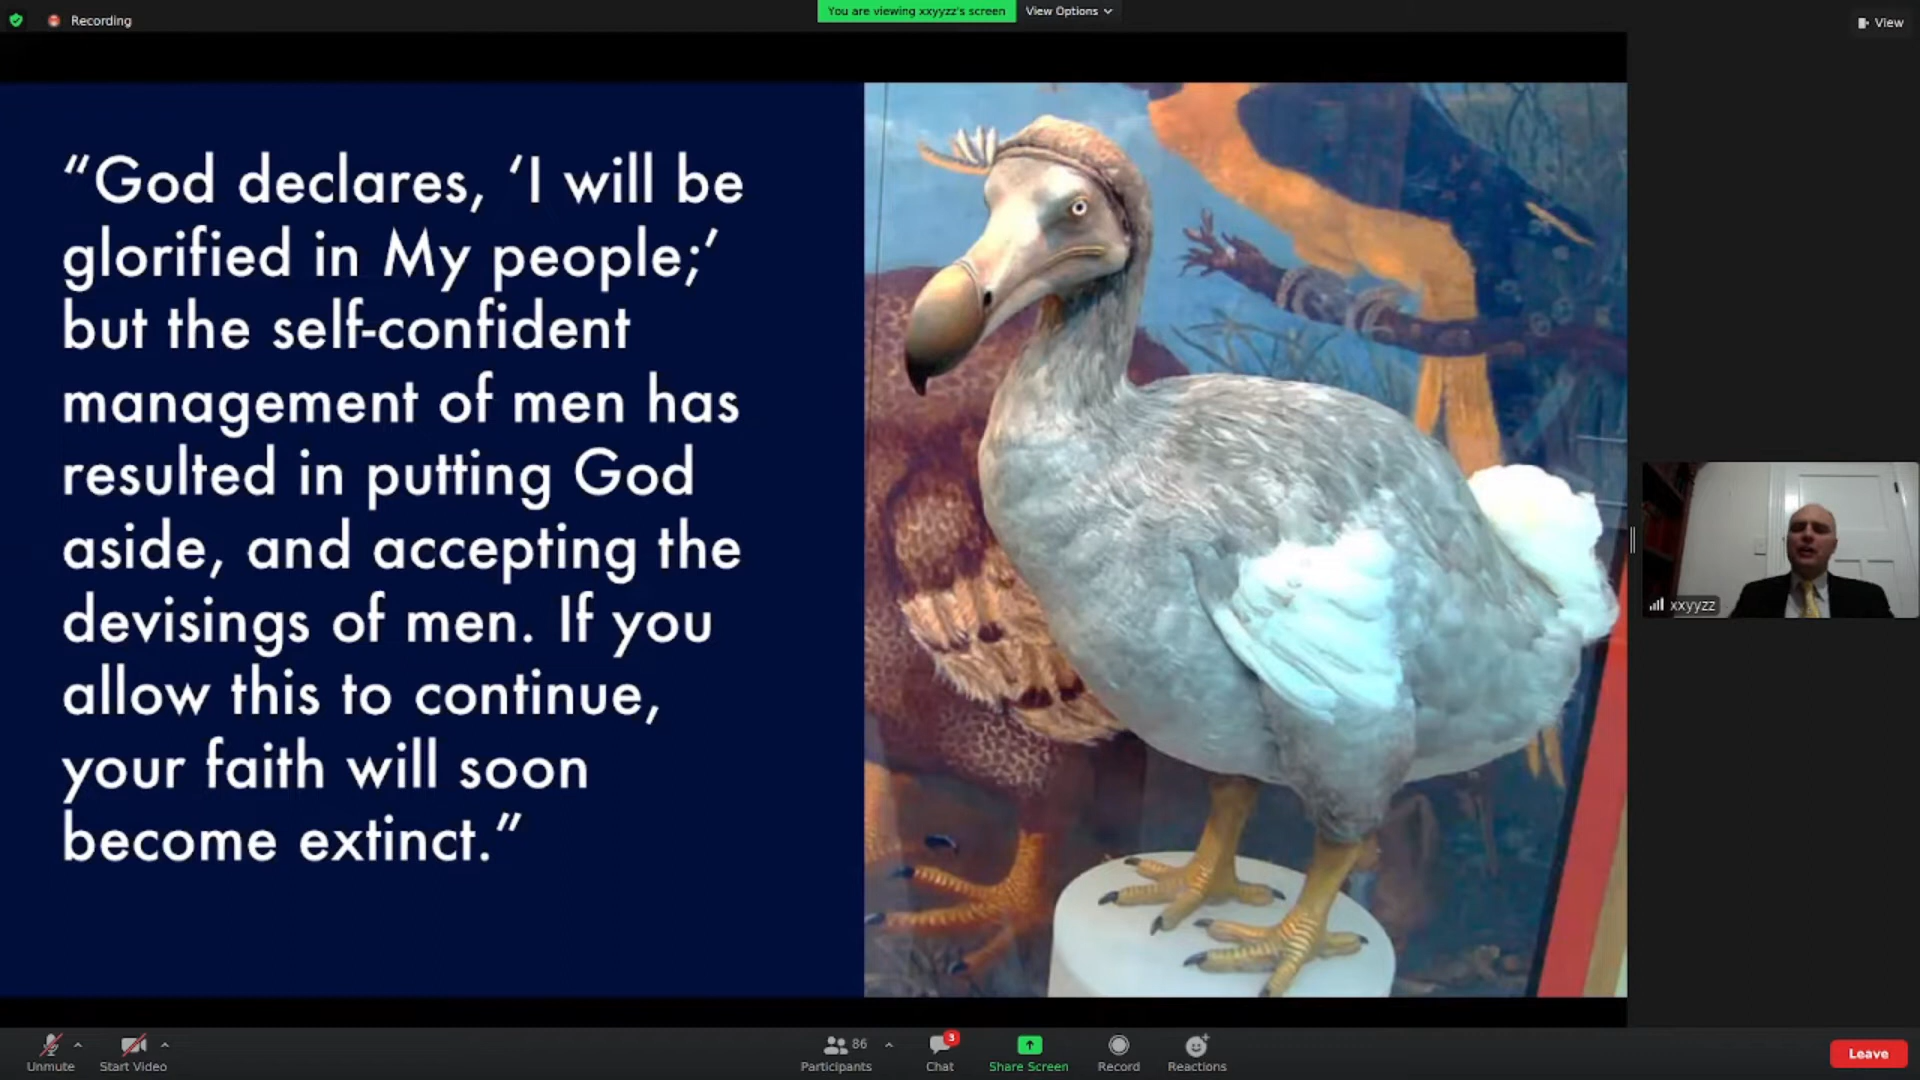 Recording
You are viewing xxyyzz's screen
View Options
View
“God declares, ‘I will be
glorified in My people;’
but the self-confident
management of men has
resulted in putting God
aside, and accepting the
devisings of men. If you
allow this to continue,
your faith will soon
become extinct.”
xxyyzz
Unmute
Start Video
86
Participants
3
Chat
Share Screen
Record
Reactions
Leave